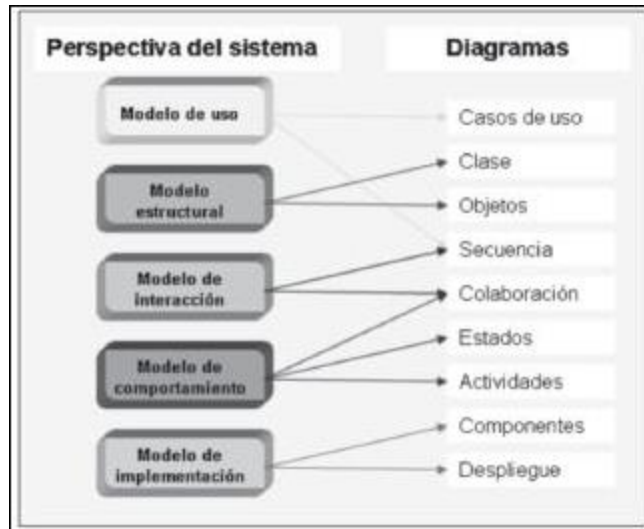 Perspectiva del sistema
Diagramas
Modelo de uso
Modelo
estructural
Modelo de
interacción
Modelo de
comportamiento
Modelo de
implementación
Casos de uso
Clase
Objetos
Secuencia
Colaboración
Estados
Actividades
Componentes
Despliegue